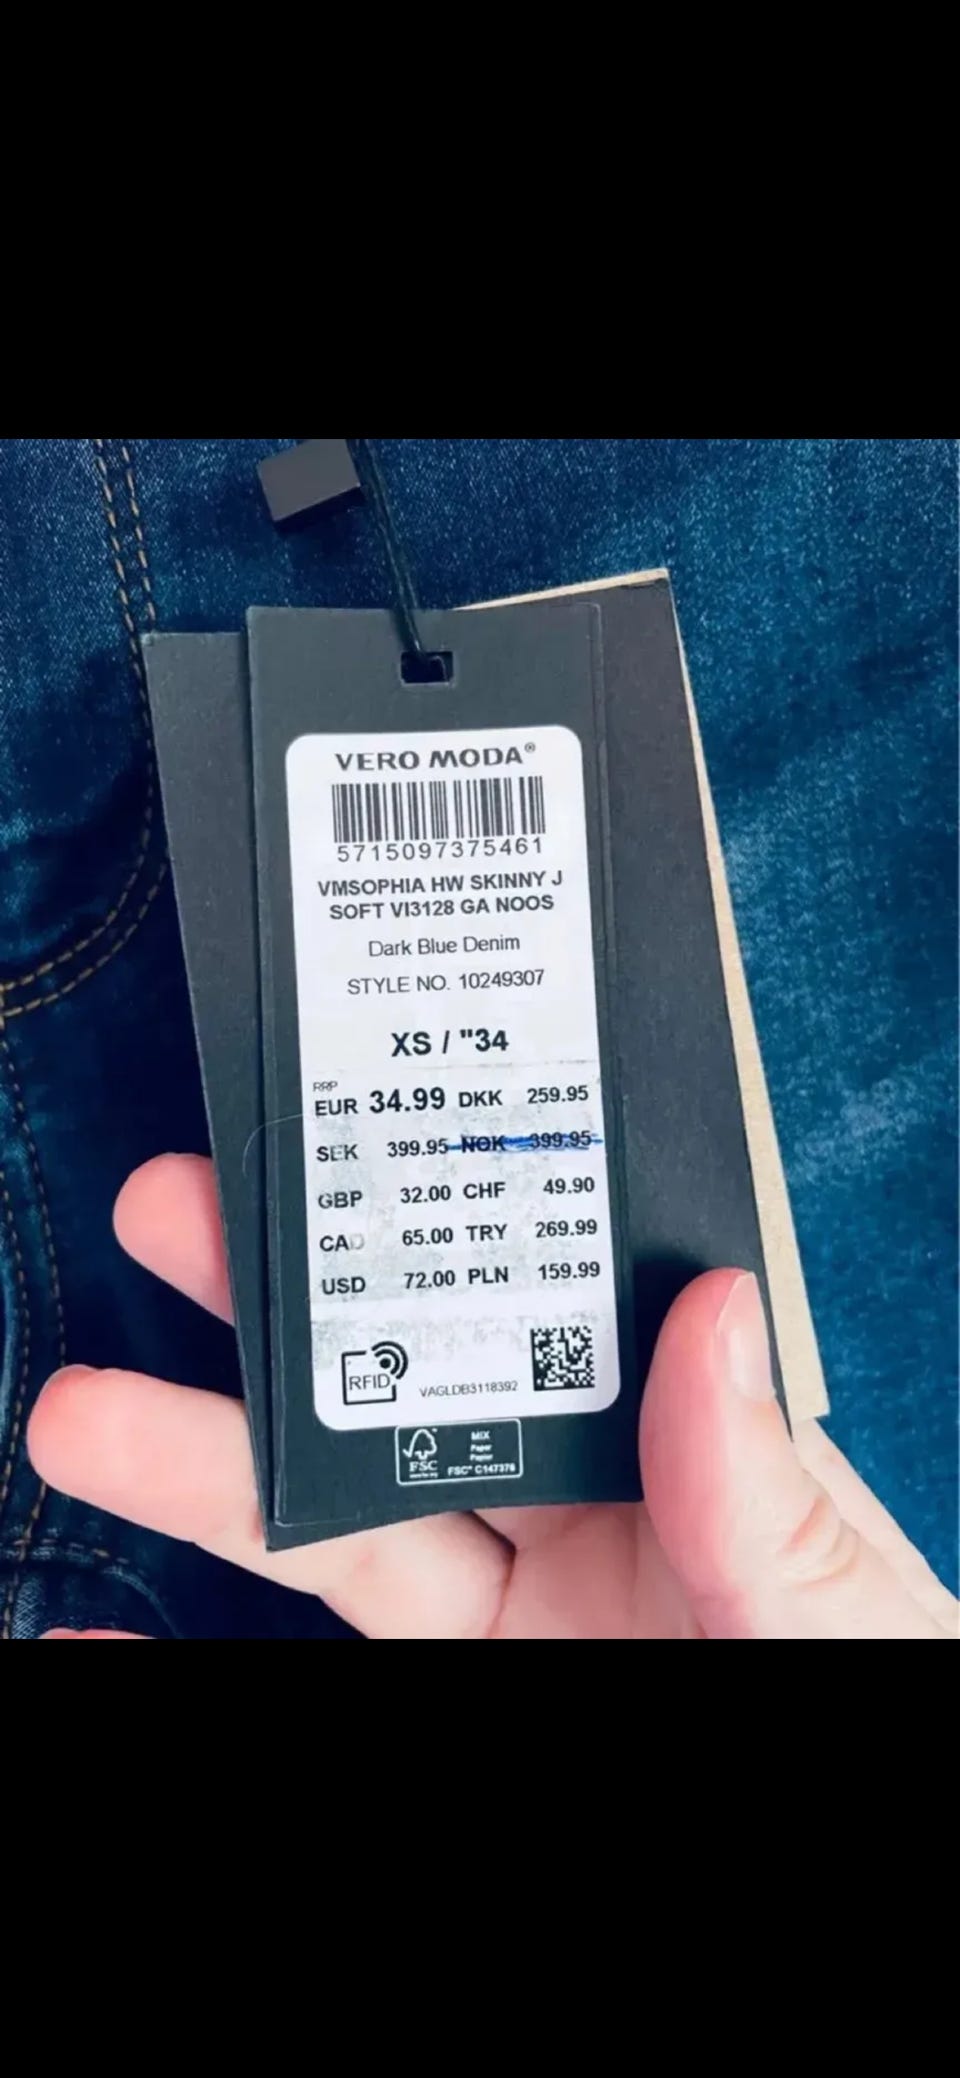 VERO MODA®
5715097375461
VMSOPHIA HW SKINNY J
SOFT VI3128 GA NOOS
Dark Blue Denim
STYLE NO. 10249307
XS / "34
RRP
EUR 34.99 DKK 259.95
SEK 399.95 NOK 399.95
GBP 32.00 CHF 49.90
CAD 65.00 TRY 269.99
USD 72.00 PLN 159.99
RFID
VAGLDB3118392
FSC
MIX
Paper
Papier
FSC® C147376